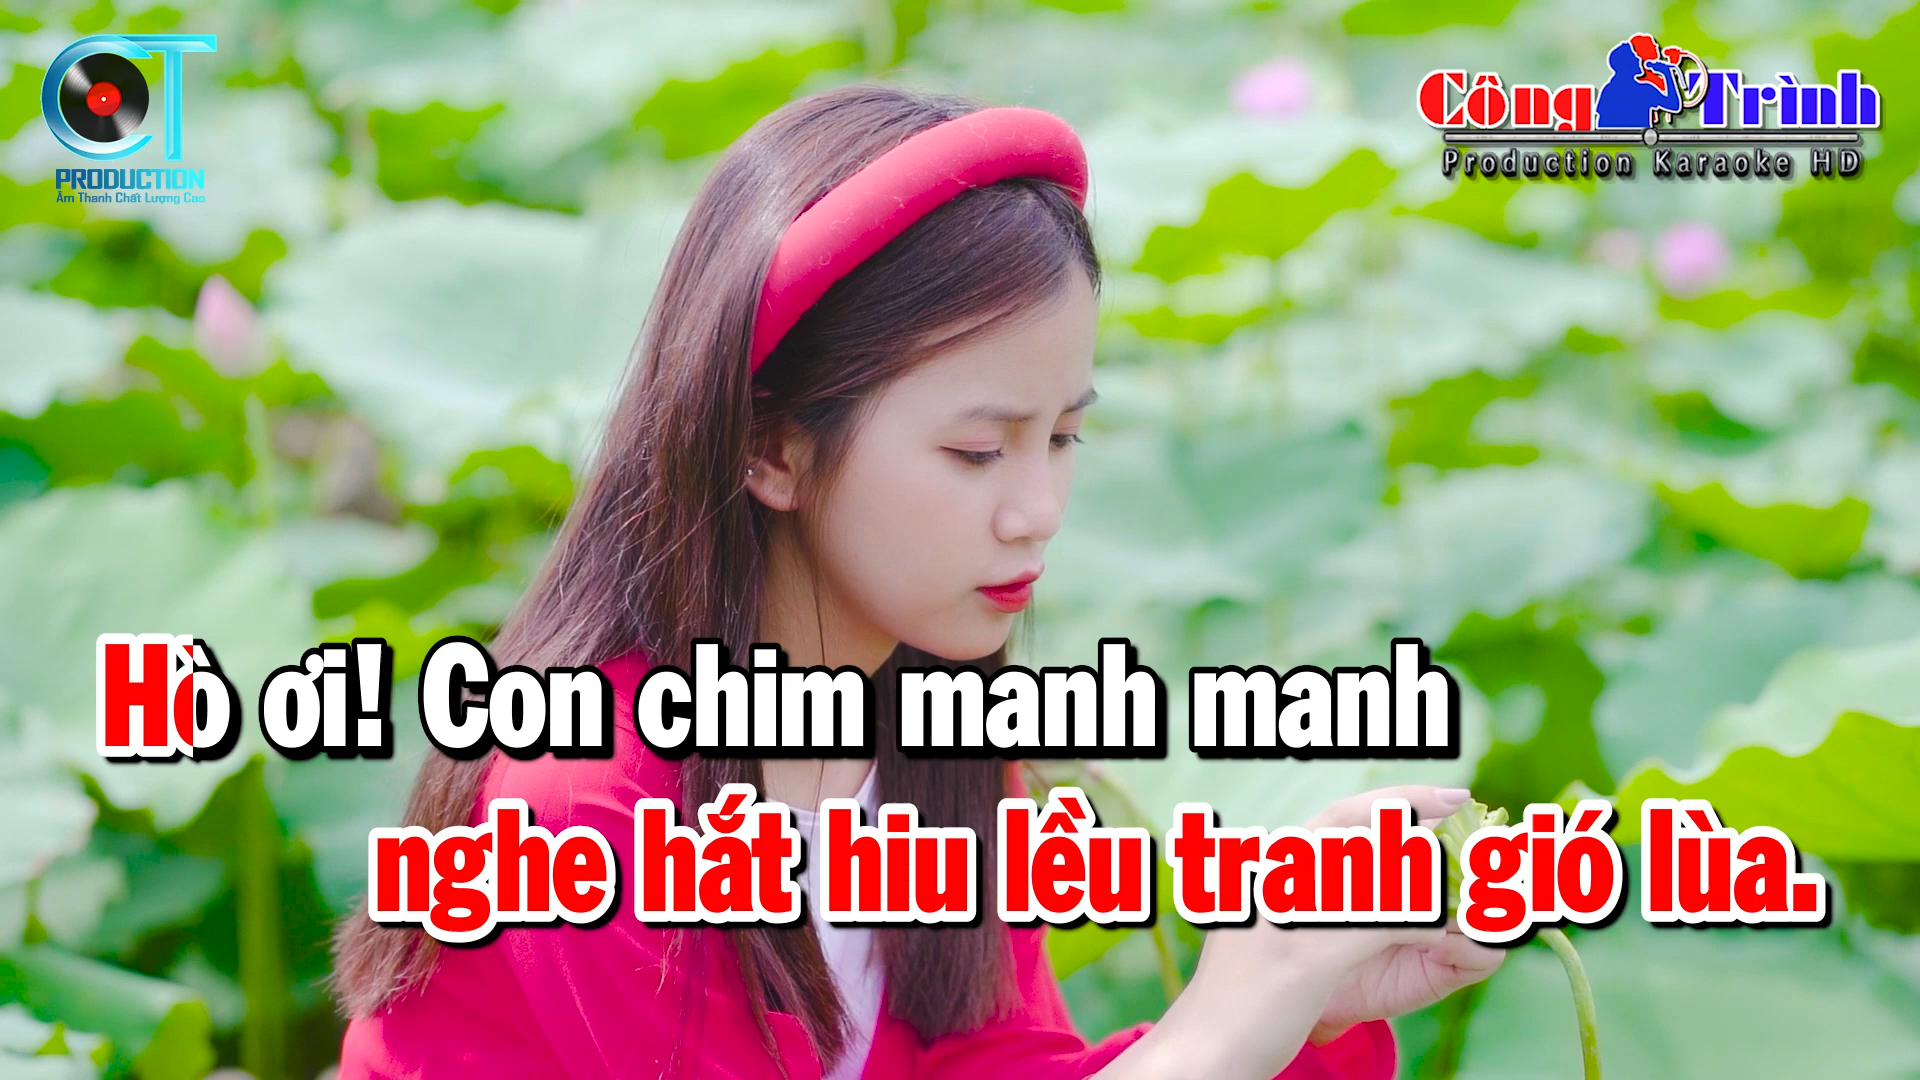 CT
PRODUCTION
Âm Thanh Chất Lượng Cao
Công Trình
Production Karaoke HD
Hò ơi! Con chim manh manh
nghe hắt hiu lều tranh gió lùa.